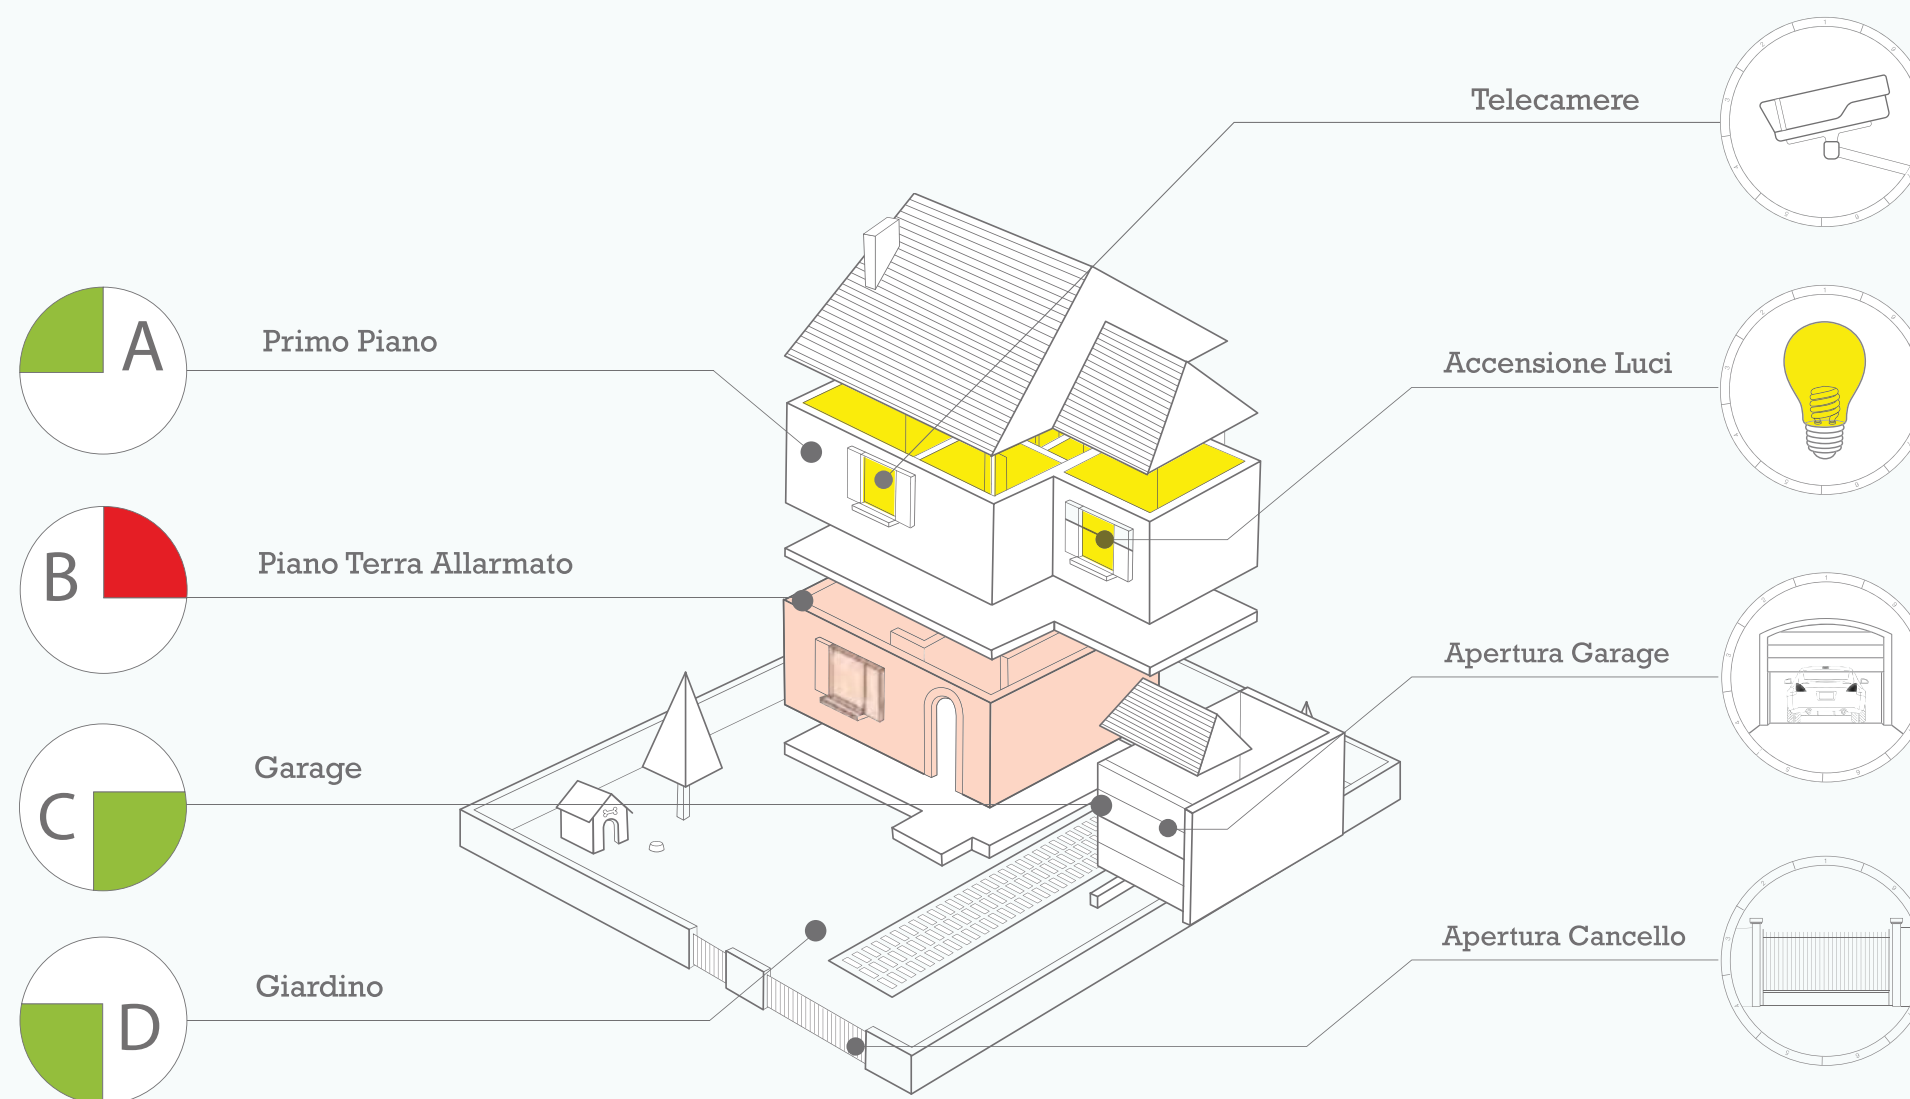 Telecamere
A
Primo Piano
Accensione Luci
B
Piano Terra Allarmato
Apertura Garage
C
Garage
Apertura Cancello
D
Giardino